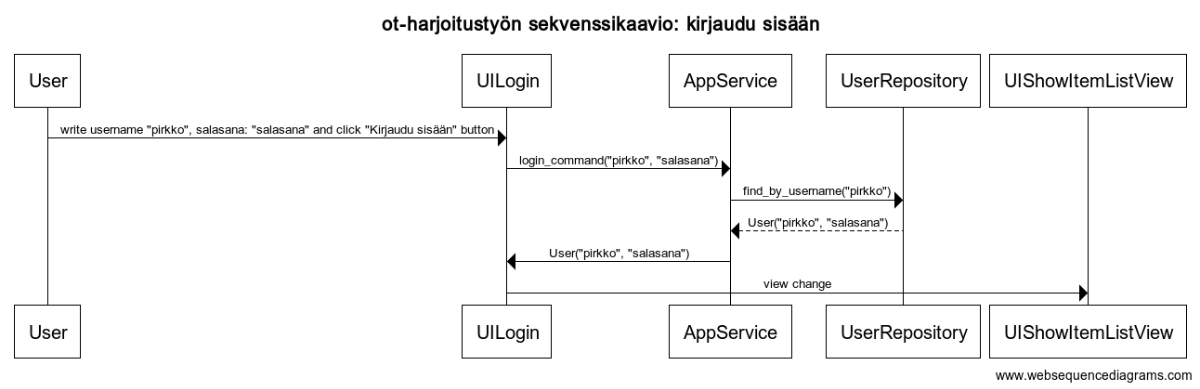 ot-harjoitustyön sekvenssikaavio: kirjaudu sisään
User
UILogin
AppService
UserRepository
UIShowItemListView
write username "pirkko", salasana: "salasana" and click "Kirjaudu sisään" button
login_command("pirkko", "salasana")
find_by_username("pirkko")
User("pirkko", "salasana")
User("pirkko", "salasana")
view change
User
UILogin
AppService
UserRepository
UIShowItemListView
www.websequencediagrams.com